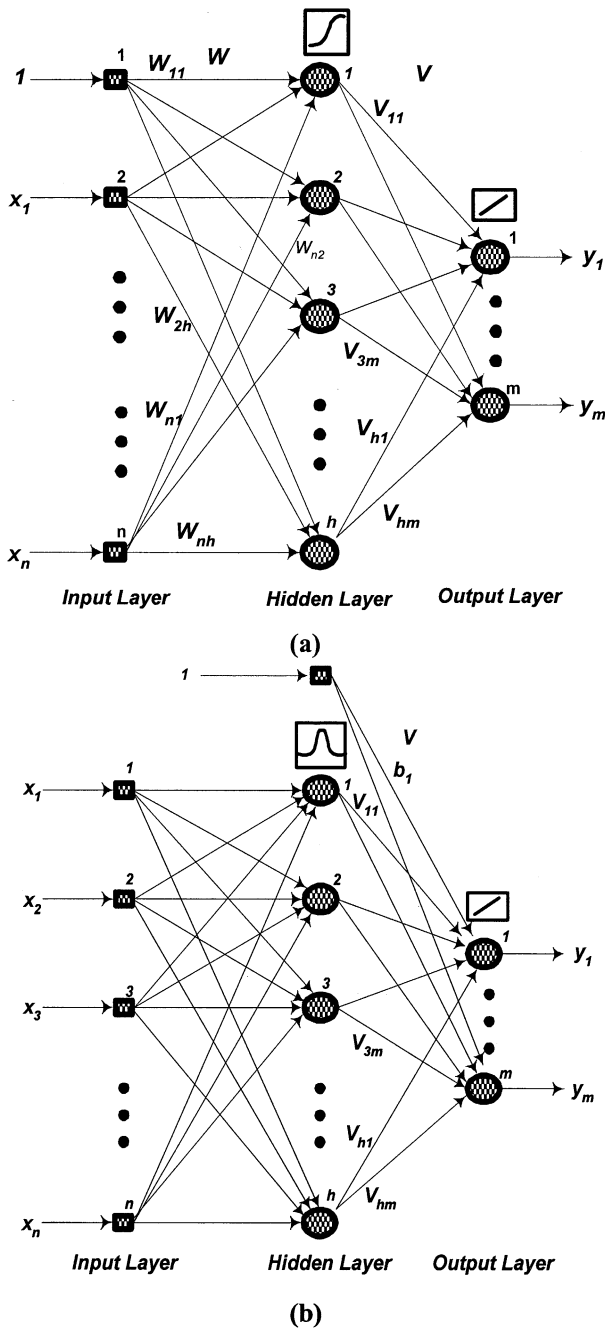 1 W11 W 1 V
1 V11
x1 2 2
Wn2 1 y1
3
W2h
V3m m ym
Wn1
Vh1
h Vhm
xn n Wnh
Input Layer Hidden Layer Output Layer
(a)
1
V
b1
x1 1 1
V11
x2 2 2
1 y1
x3 3 3
V3m
m ym
Vh1
n h Vhm
xn
Input Layer Hidden Layer Output Layer
(b)